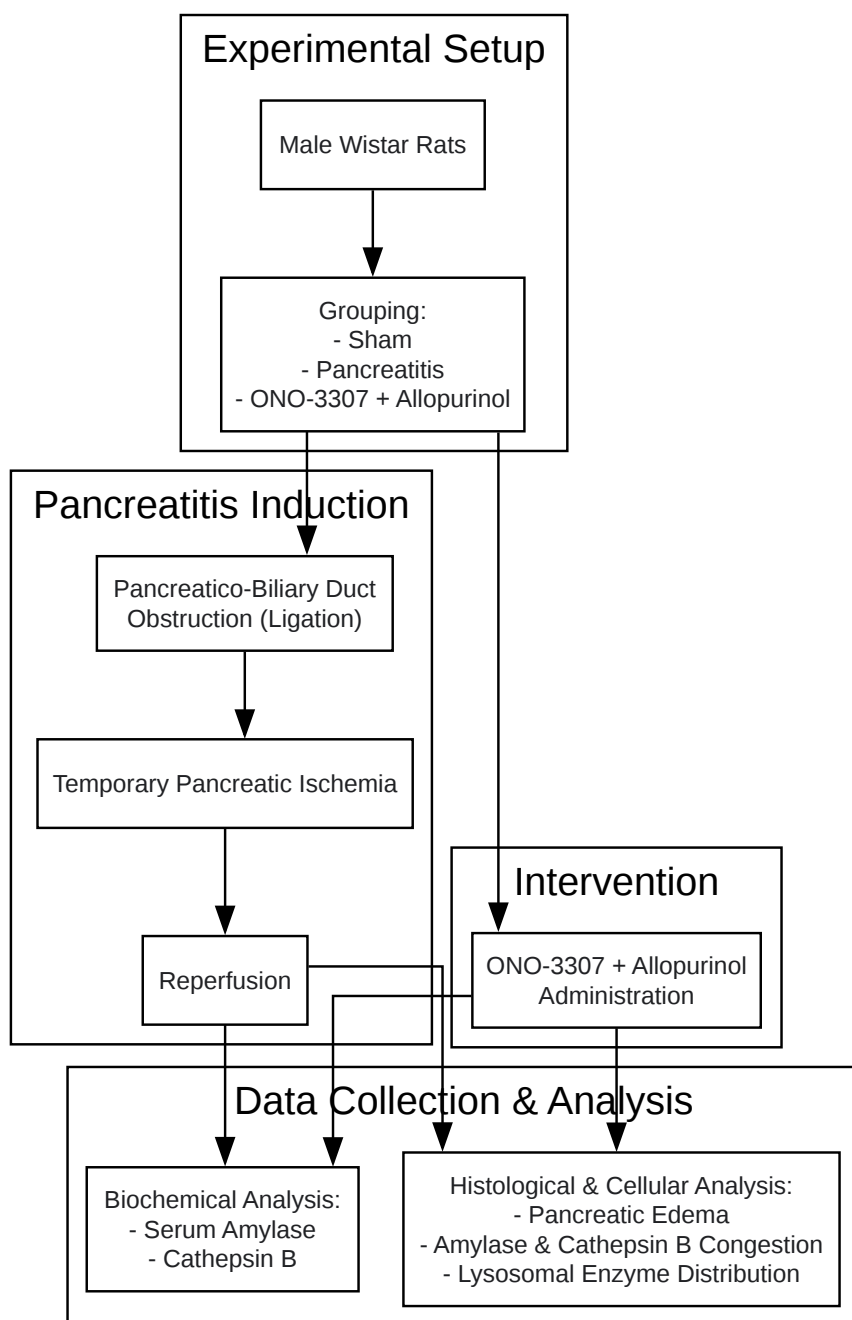 Experimental Setup
Male Wistar Rats
Grouping:
- Sham
- Pancreatitis
- ONO-3307 + Allopurinol
Pancreatitis Induction
Pancreatico-Biliary Duct
Obstruction (Ligation)
Temporary Pancreatic Ischemia
Reperfusion
Intervention
ONO-3307 + Allopurinol
Administration
Data Collection & Analysis
Biochemical Analysis:
- Serum Amylase
- Cathepsin B
Histological & Cellular Analysis:
- Pancreatic Edema
- Amylase & Cathepsin B Congestion
- Lysosomal Enzyme Distribution